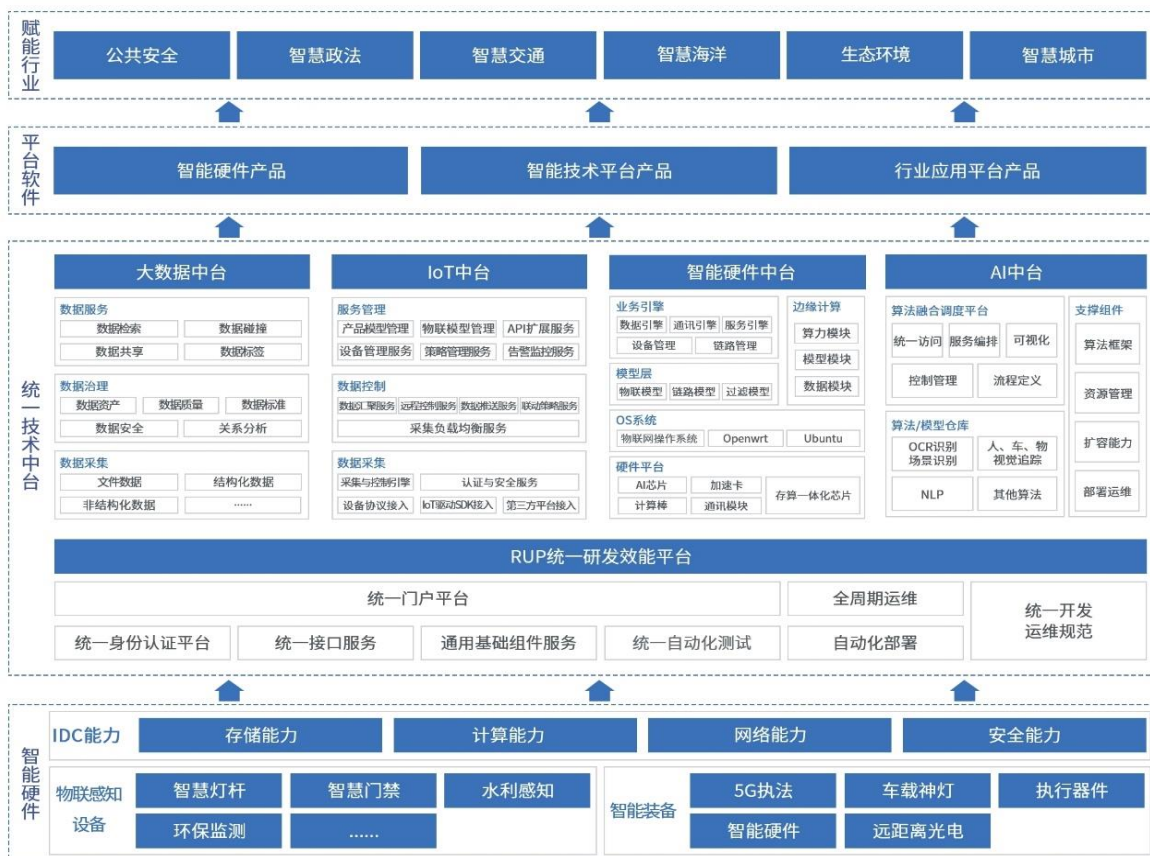 赋能行业
公共安全
智慧政法
智慧交通
智慧海洋
生态环境
智慧城市
平台软件
智能硬件产品
智能技术平台产品
行业应用平台产品
统一技术中台
大数据中台
数据服务
数据检索
数据碰撞
数据共享
数据标签
数据治理
数据资产
数据质量
数据标准
数据安全
关系分析
数据采集
文件数据
结构化数据
非结构化数据
......
IoT中台
服务管理
产品模型管理
物联模型管理
API扩展服务
设备管理服务
策略管理服务
告警监控服务
数据控制
数据汇聚服务
远程控制服务
数据推送服务
联动策略服务
采集负载均衡服务
数据采集
采集与控制引擎
认证与安全服务
设备协议接入
IoT驱动SDK接入
第三方平台接入
智能硬件中台
业务引擎
数据引擎
通讯引擎
服务引擎
设备管理
链路管理
模型层
物联模型
链路模型
过滤模型
边缘计算
算力模块
模型模块
数据模块
OS系统
物联网操作系统
Openwrt
Ubuntu
硬件平台
AI芯片
加速卡
计算棒
通讯模块
存算一体化芯片
AI中台
算法融合调度平台
统一访问
服务编排
可视化
控制管理
流程定义
算法/模型仓库
OCR识别
场景识别
人、车、物
视觉追踪
NLP
其他算法
支撑组件
算法框架
资源管理
扩容能力
部署运维
RUP统一研发效能平台
统一门户平台
全周期运维
统一开发
运维规范
统一身份认证平台
统一接口服务
通用基础组件服务
统一自动化测试
自动化部署
智能硬件
IDC能力
存储能力
计算能力
网络能力
安全能力
物联感知
设备
智慧灯杆
智慧门禁
水利感知
环保监测
......
智能装备
5G执法
车载神灯
执行器件
智能硬件
远距离光电